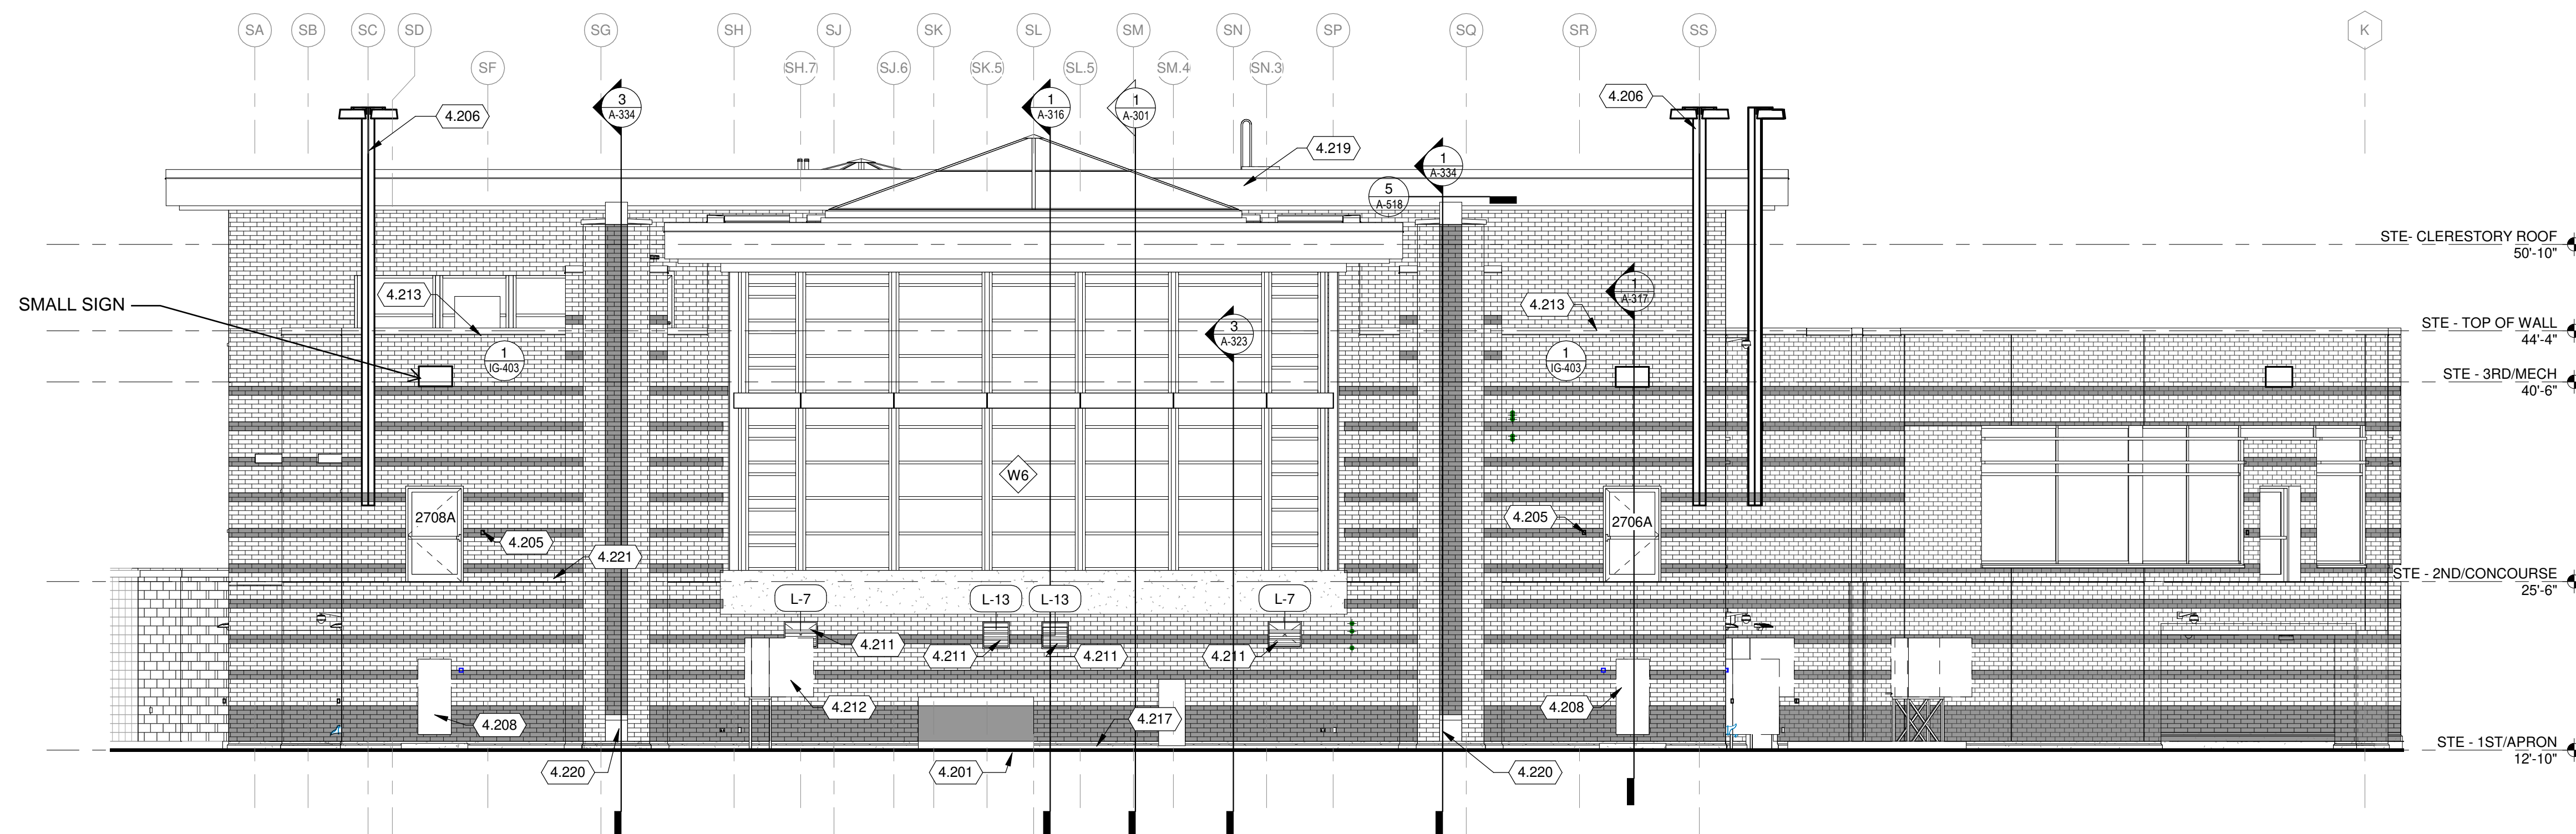 SA
SB
SC
SD
SG
SH
SJ
SK
SL
SM
SN
SP
SQ
SR
SS
K
SF
SH.7
SJ.6
SK.5
SL.5
SM.4
SN.3
4.206
3
A-334
1
A-316
1
A-301
4.206
4.219
1
A-334
5
A-518
STE- CLERESTORY ROOF
50'-10"
SMALL SIGN
4.213
4.213
1
A-317
3
A-323
STE - TOP OF WALL
44'-4"
1
IG-403
1
IG-403
STE - 3RD/MECH
40'-6"
W6
2708A
2706A
4.205
4.205
4.221
STE - 2ND/CONCOURSE
25'-6"
L-7
L-13
L-13
L-7
4.211
4.211
4.211
4.211
4.208
4.212
4.217
4.208
STE - 1ST/APRON
12'-10"
4.220
4.201
4.220